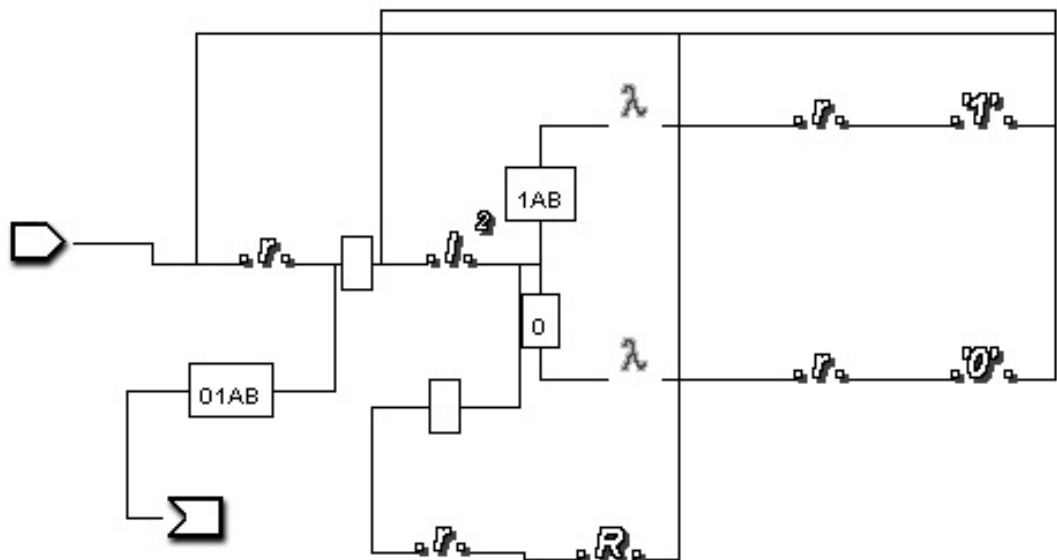 λ
.r. .'1'.
1AB
.r. .l.²
0
λ
.r. .'0'.
01AB
.r. .R.